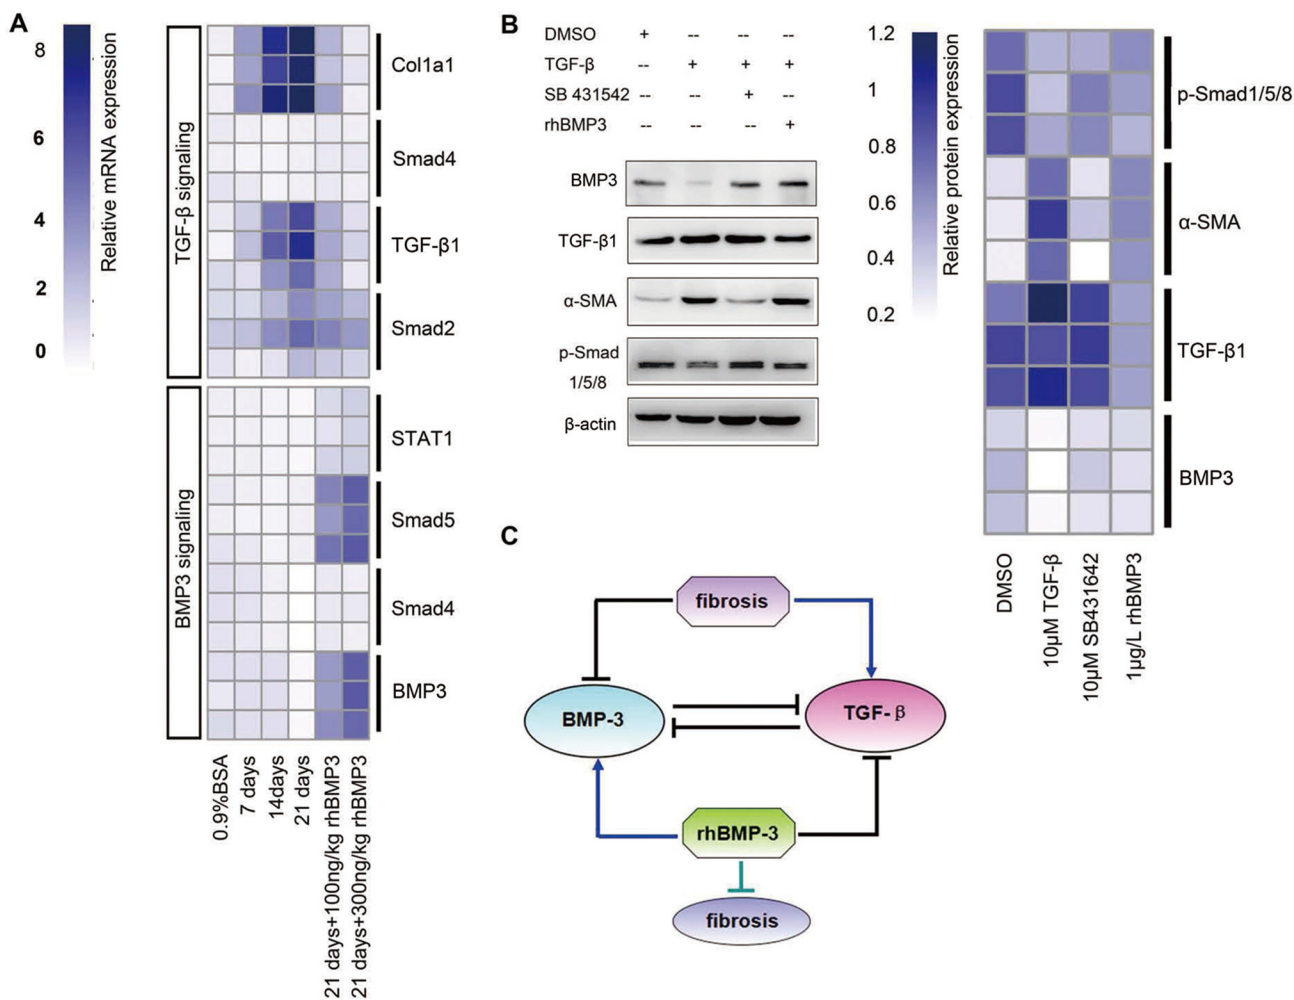 A
8
6
4
2
0
Relative mRNA expression
TGF-β signaling
BMP3 signaling
Col1a1
Smad4
TGF-β1
Smad2
STAT1
Smad5
Smad4
BMP3
0.9%BSA
7 days
14days
21 days
21 days+100ng/kg rhBMP3
21 days+300ng/kg rhBMP3
B
DMSO + -- -- --
TGF-β -- + + +
SB 431542 -- -- + --
rhBMP3 -- -- -- +
BMP3
TGF-β1
α-SMA
p-Smad
1/5/8
β-actin
1.2
1
0.8
0.6
0.4
0.2
Relative protein expression
p-Smad1/5/8
α-SMA
TGF-β1
BMP3
DMSO
10μM TGF-β
10μM SB431642
1μg/L rhBMP3
C
fibrosis
BMP-3
TGF- β
rhBMP-3
fibrosis